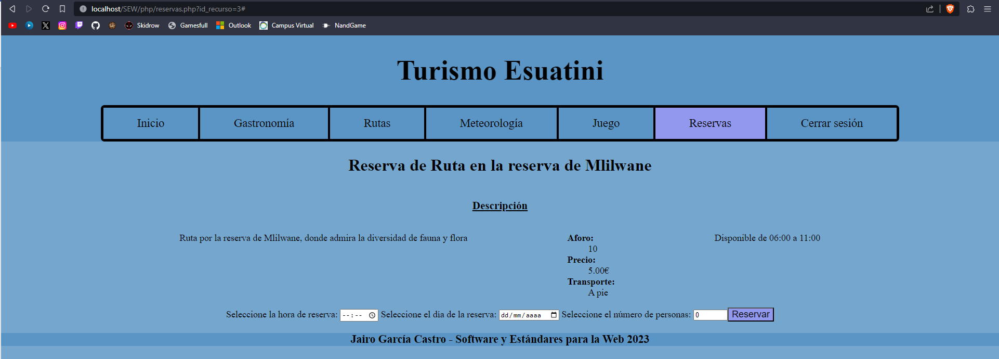 localhost/SEW/php/reservas.php?id_recurso=3#
Skidrow Gamesfull Outlook Campus Virtual NandGame
Turismo Esuatini
Inicio Gastronomía Rutas Meteorología Juego Reservas Cerrar sesión
Reserva de Ruta en la reserva de Mlilwane
Descripción
Ruta por la reserva de Mlilwane, donde admira la diversidad de fauna y flora
Aforo:
10
Precio:
5.00€
Transporte:
A pie
Disponible de 06:00 a 11:00
Seleccione la hora de reserva: --:-- Seleccione el día de la reserva: dd/mm/aaaa Seleccione el número de personas: 0 Reservar
Jairo García Castro - Software y Estándares para la Web 2023